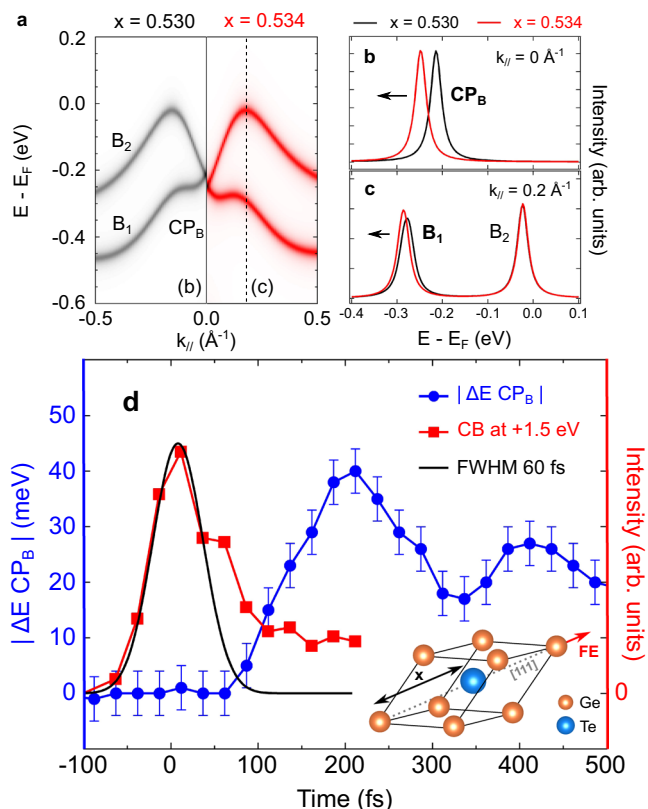 a x = 0.530 x = 0.534
x = 0.530 x = 0.534
0.2
0.0
-0.2
-0.4
-0.6
E - E_F (eV)
B₂
B₁
CP_B
(b) (c)
-0.5 0.0 0.5
k_// (Å⁻¹)
b k_// = 0 Å⁻¹
CP_B
c k_// = 0.2 Å⁻¹
B₁ B₂
-0.4 -0.3 -0.2 -0.1 0.0 0.1
E - E_F (eV)
Intensity (arb. units)
d
| ΔE CP_B |
CB at +1.5 eV
FWHM 60 fs
50
40
30
20
10
0
| ΔE CP_B | (meV)
Intensity (arb. units)
0
x
[111]
FE
Ge
Te
-100 0 100 200 300 400 500
Time (fs)